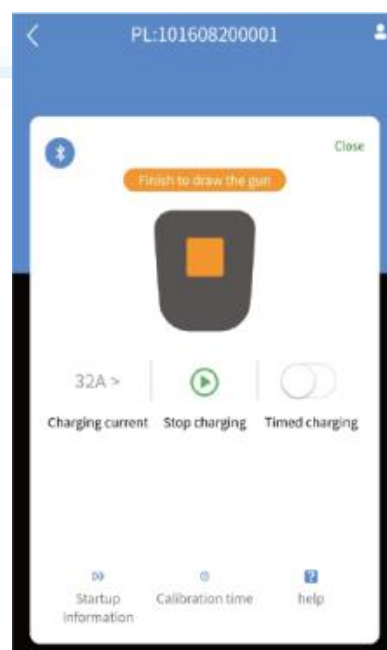 PL:101608200001
Close
Finish to draw the gun
32A >
Charging current
Stop charging
Timed charging
Startup
information
Calibration time
help